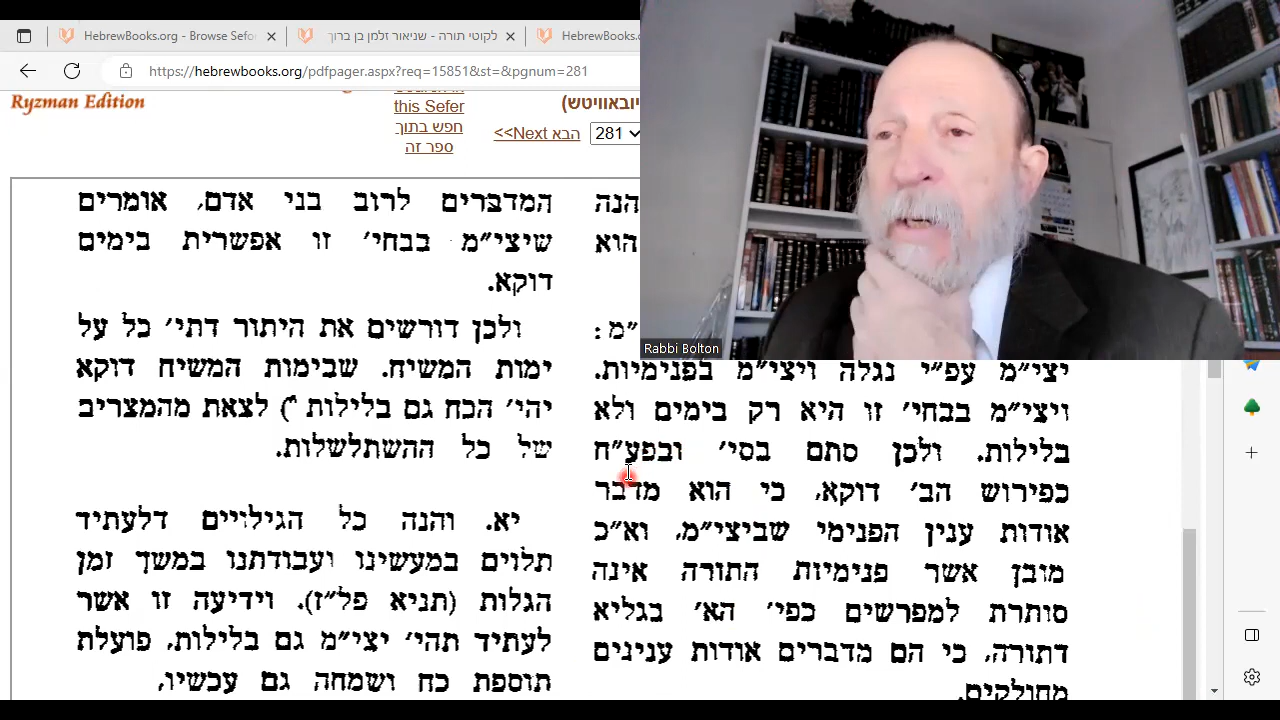 HebrewBooks.org - Browse Sefo
לקוטי תורה - שניאור זלמן בן ברוך
HebrewBooks.o
https://hebrewbooks.org/pdfpager.aspx?req=15851&st=&pgnum=281
Ryzman Edition
this Sefer
חפש בתוך
ספר זה
יובאוויטש)
<<Next הבא
281
הנה
הוא
יצי״מ עפ״י נגלה ויצי״מ בפנימיות.
ויצי״מ בבחי׳ זו היא רק בימים ולא
בלילות. ולכן סתם בסי׳ ובפע״ח
כפירוש הב׳ דוקא, כי הוא מדבר
אודות ענין הפנימי שביצי״מ, וא״כ
מובן אשר פנימיות התורה אינה
סותרת למפרשים כפי׳ הא׳ בגליא
דתורה, כי הם מדברים אודות ענינים
מחולקים.
המדברים לרוב בני אדם, אומרים
שיצי״מ בבחי׳ זו אפשרית בימים
דוקא.
ולכן דורשים את היתור דתי׳ כל על
ימות המשיח. שבימות המשיח דוקא
יהי׳ הכח גם בלילות *) לצאת מהמצריב
של כל ההשתלשלות.
יא. והנה כל הגילויים דלעתיד
תלוים במעשינו ועבודתנו במשך זמן
הגלות (תניא פל״ז). וידיעה זו אשר
לעתיד תהי׳ יצי״מ גם בלילות, פועלת
תוספת כח ושמחה גם עכשיו,
Rabbi Bolton